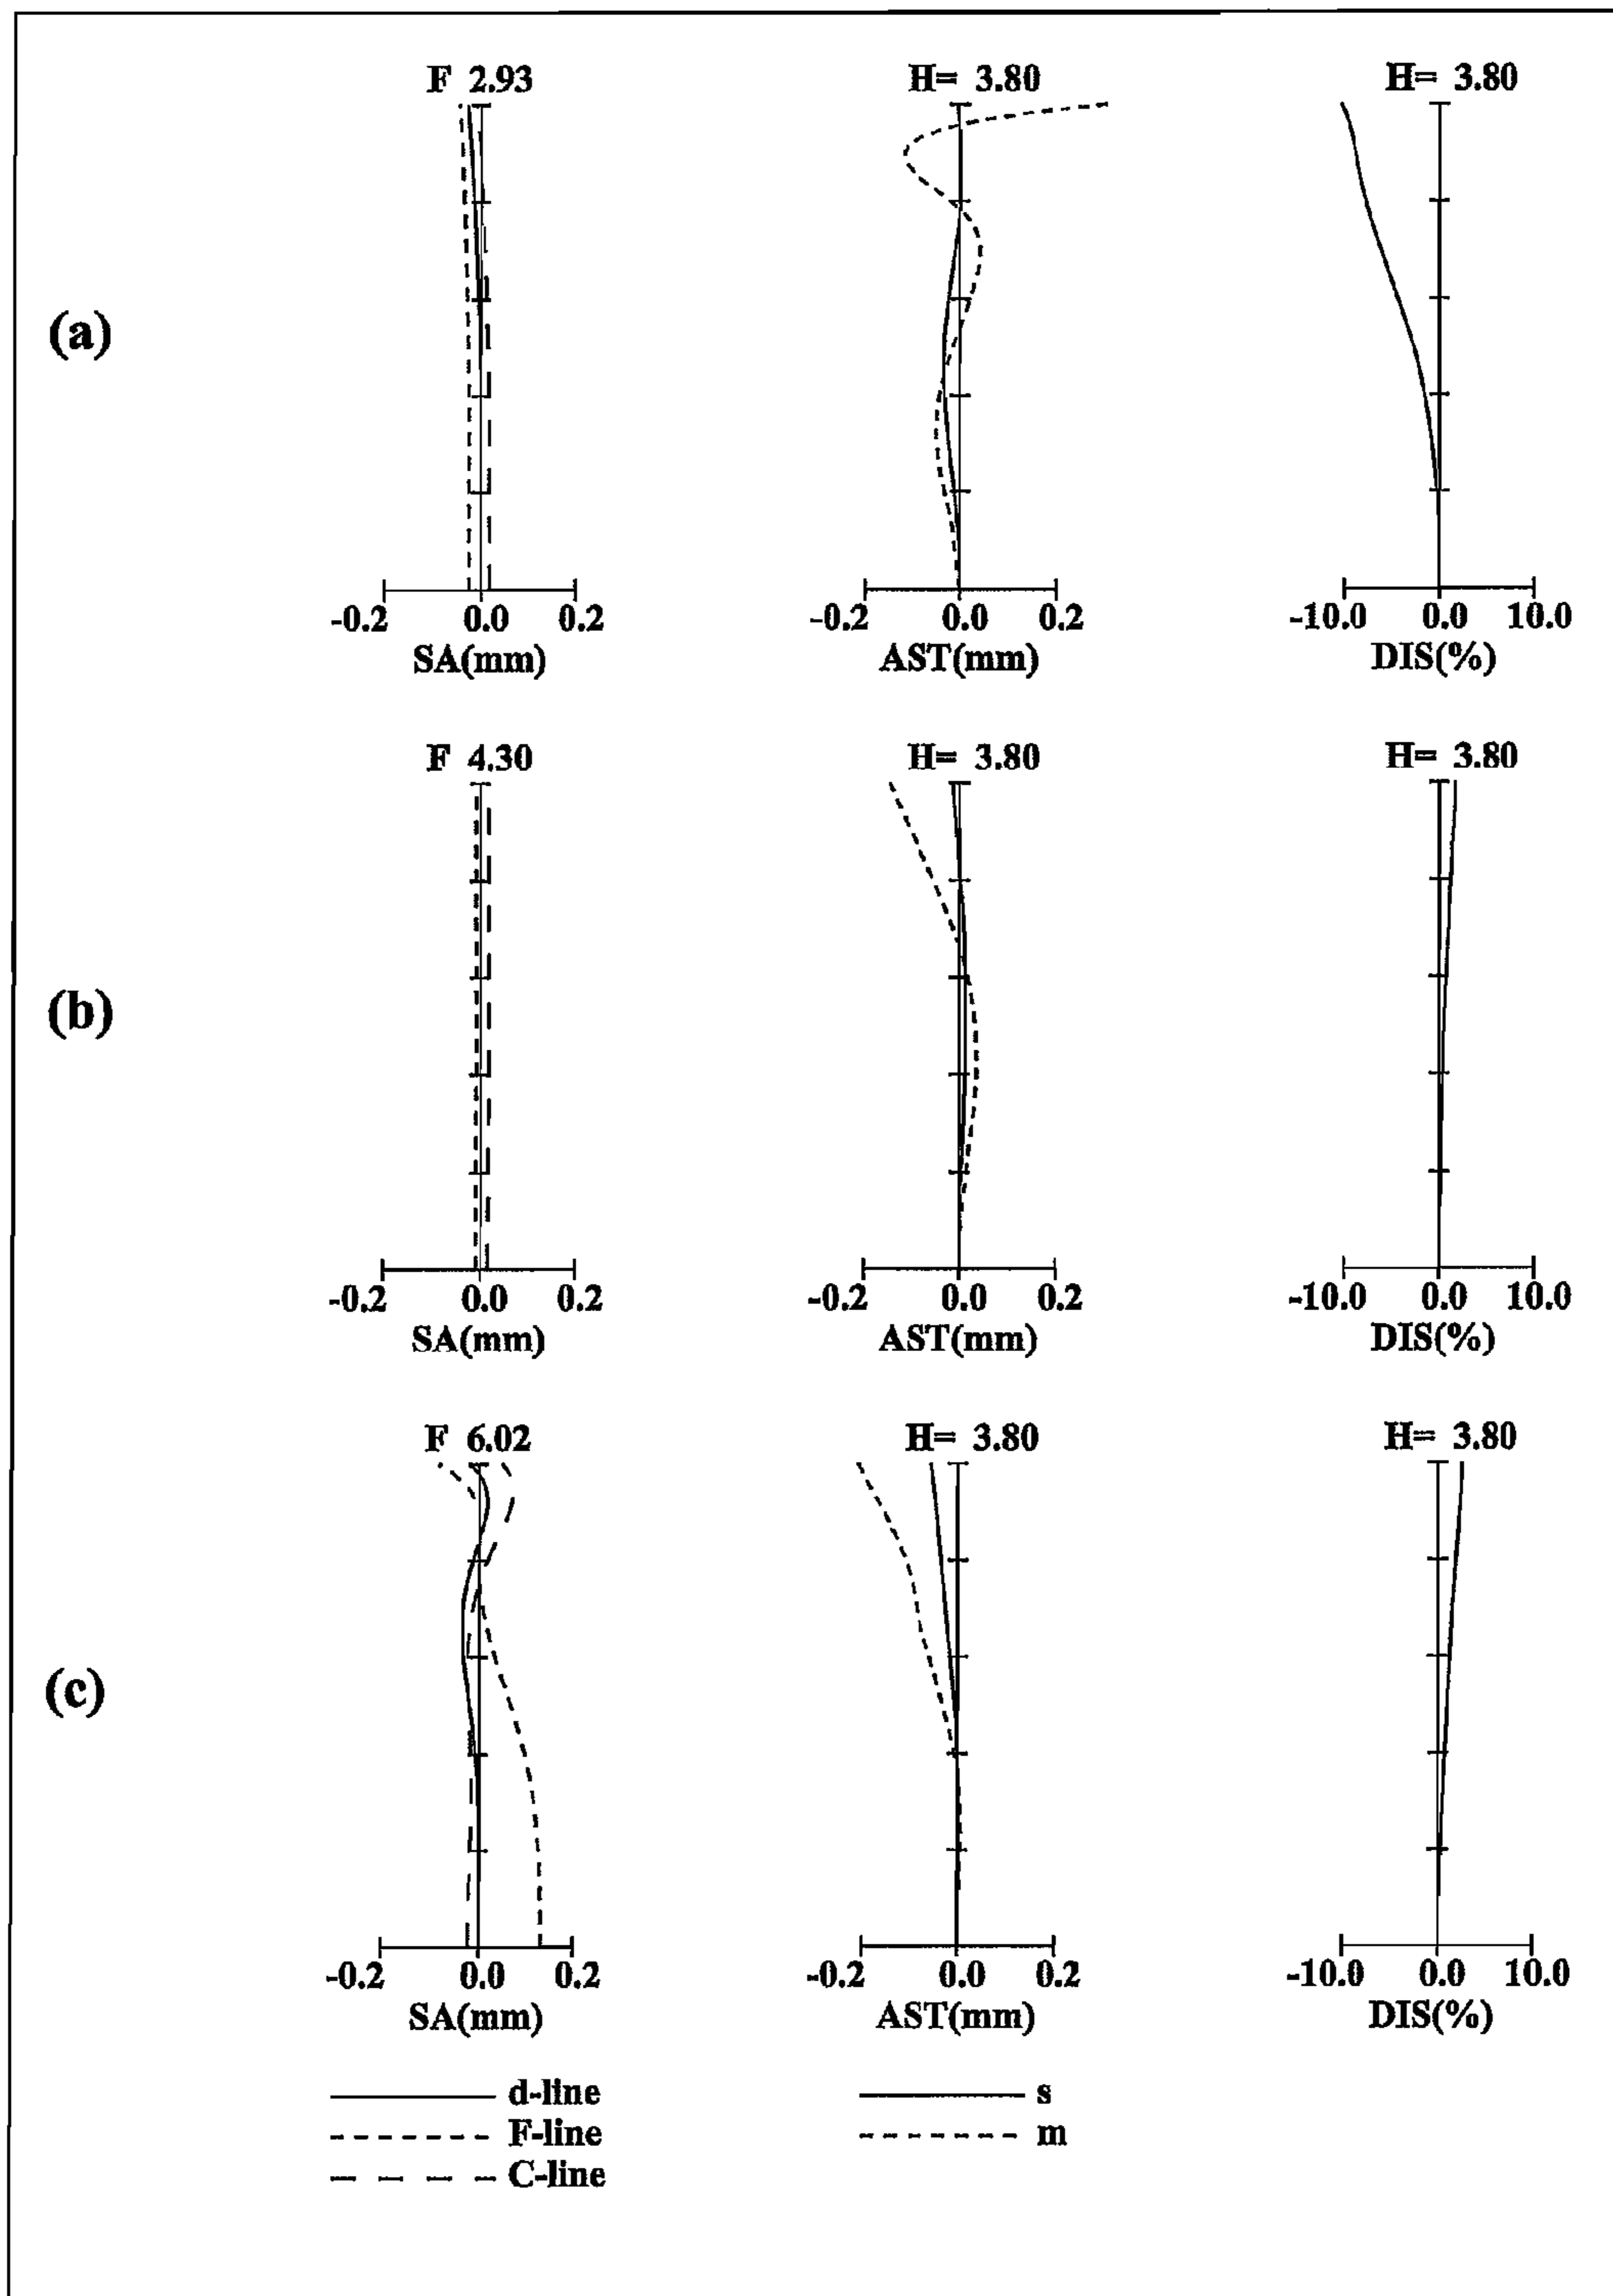 F 2.93 H= 3.80 H= 3.80
(a)
-0.2 0.0 0.2 -0.2 0.0 0.2 -10.0 0.0 10.0
SA(mm) AST(mm) DIS(%)
F 4.30 H= 3.80 H= 3.80
(b)
-0.2 0.0 0.2 -0.2 0.0 0.2 -10.0 0.0 10.0
SA(mm) AST(mm) DIS(%)
F 6.02 H= 3.80 H= 3.80
(c)
-0.2 0.0 0.2 -0.2 0.0 0.2 -10.0 0.0 10.0
SA(mm) AST(mm) DIS(%)
d-line s
F-line m
C-line